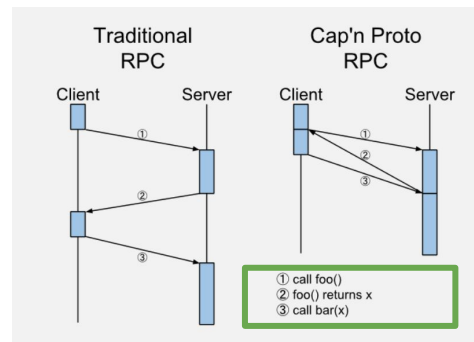 Traditional
RPC
Cap'n Proto
RPC
Client
Server
Client
Server
①
②
③
①
②
③
① call foo()
② foo() returns x
③ call bar(x)